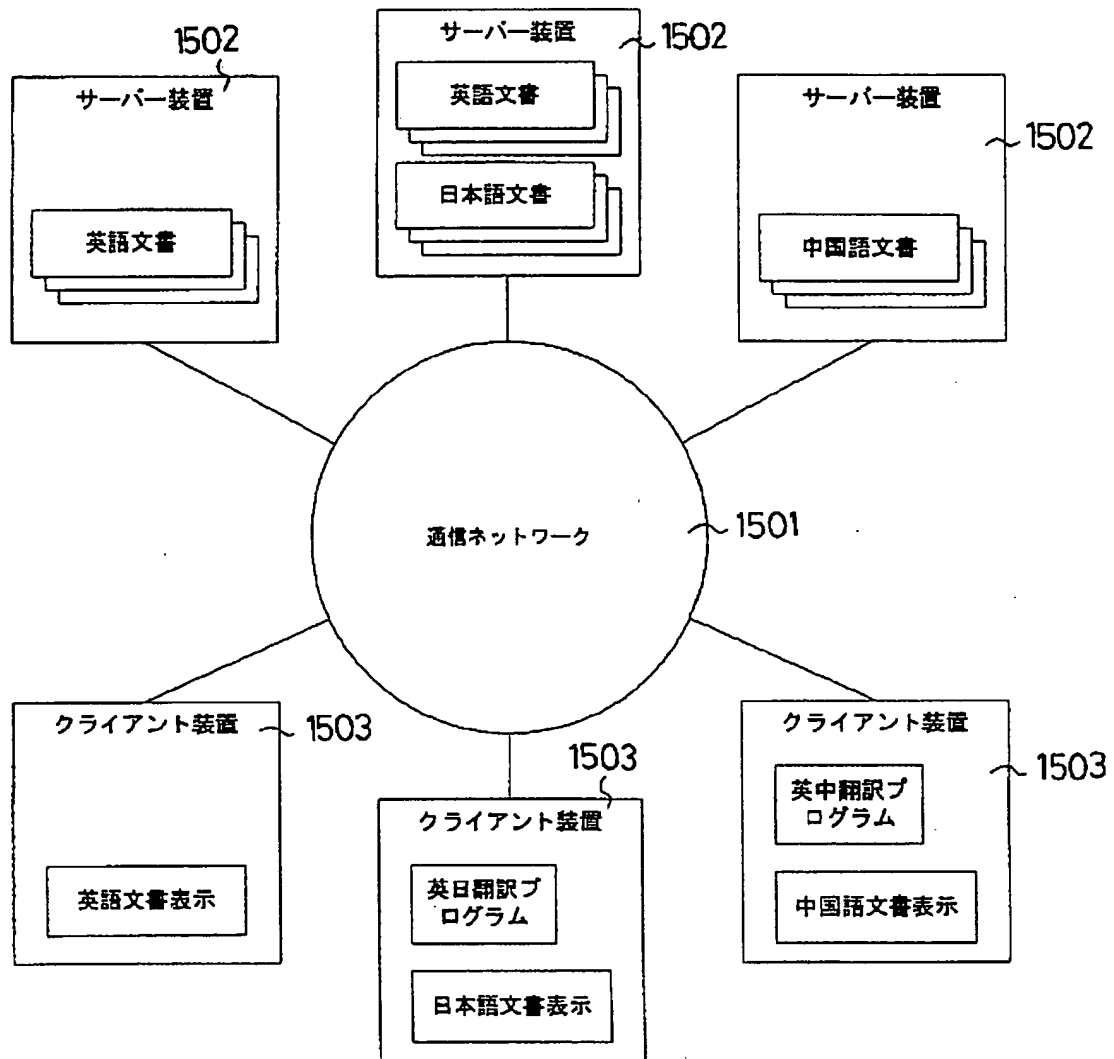 1502
サーバー装置
英語文書
サーバー装置
1502
英語文書
日本語文書
サーバー装置
1502
中国語文書
通信ネットワーク
1501
クライアント装置
1503
英語文書表示
1503
クライアント装置
英日翻訳プ
ログラム
日本語文書表示
クライアント装置
1503
英中翻訳プ
ログラム
中国語文書表示